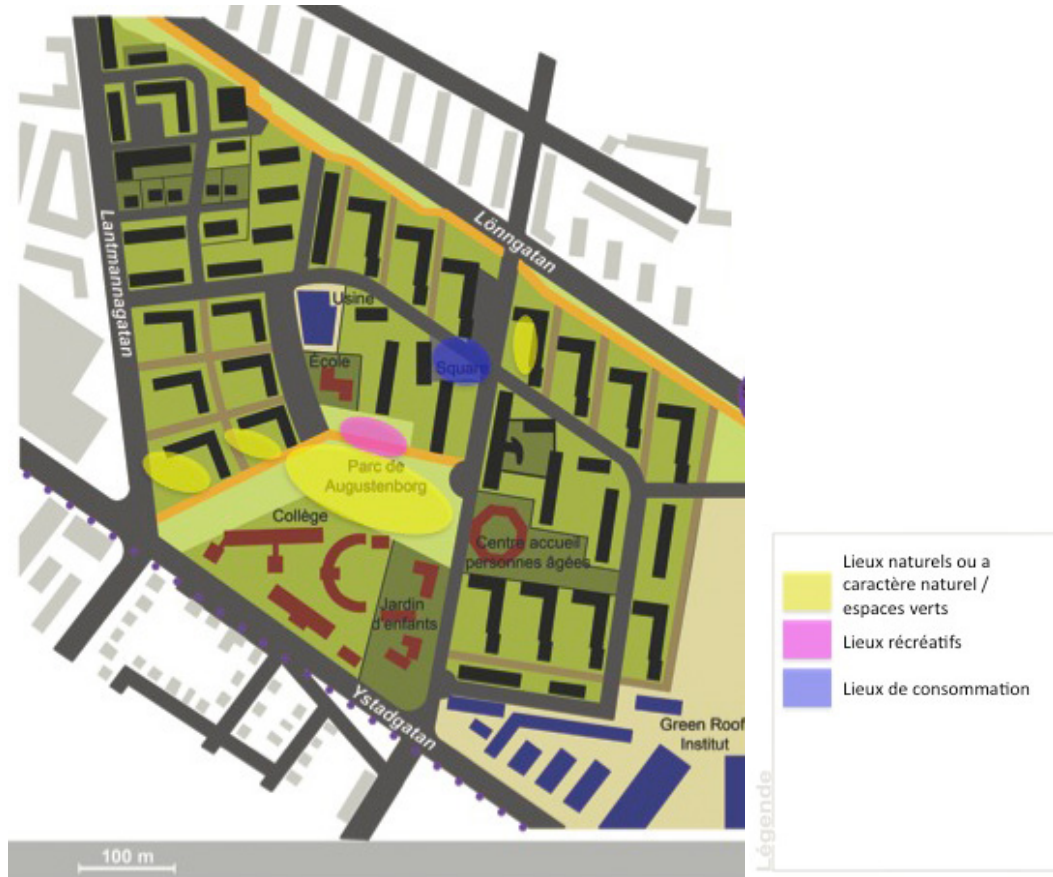 Lönngatan
Lantmannagatan
Usine
École
Square
Parc de
Augustenborg
Collège
Centre accueil
personnes âgées
Jardin
d'enfants
Ystadgatan
Green Roof
Institut
100 m
Légende
Lieux naturels ou a
caractère naturel /
espaces verts
Lieux récréatifs
Lieux de consommation